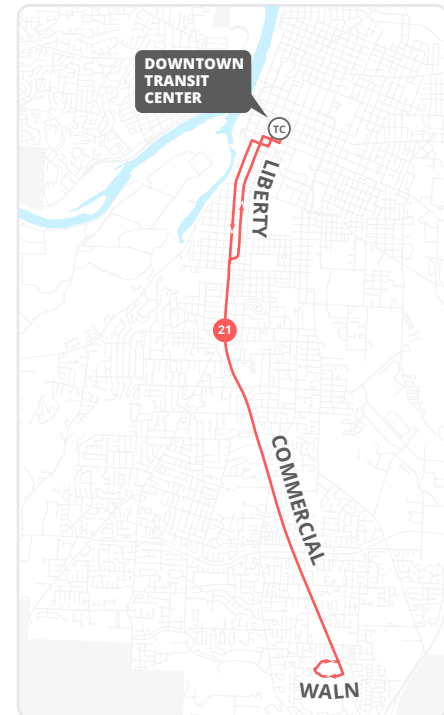 DOWNTOWN
TRANSIT
CENTER
TC
LIBERTY
21
COMMERCIAL
WALN